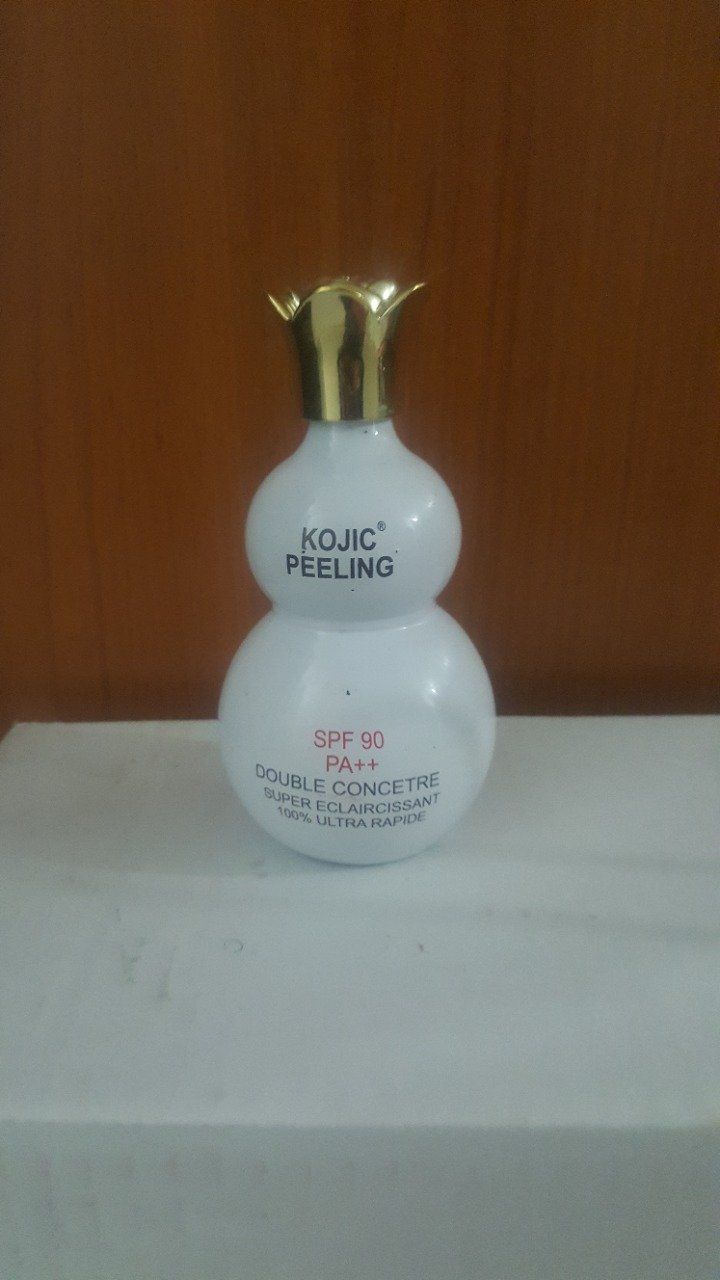 KOJIC®
PEELING
SPF 90
PA++
DOUBLE CONCETRE
SUPER ECLAIRCISSANT
100% ULTRA RAPIDE